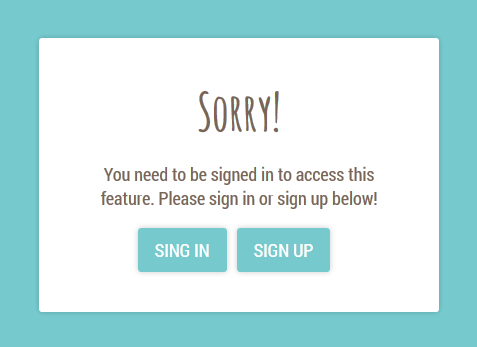 Sorry!
You need to be signed in to access this
feature. Please sign in or sign up below!
SING IN SIGN UP